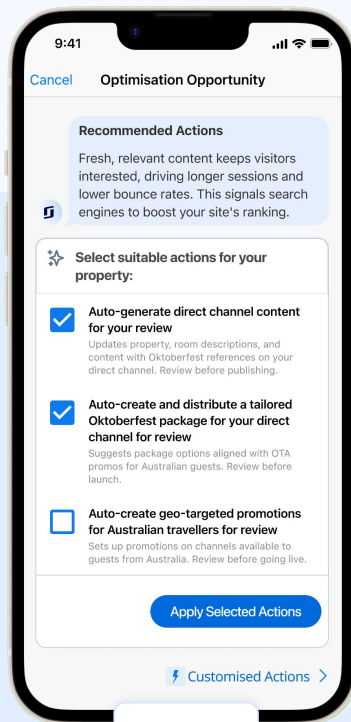 9:41
Cancel Optimisation Opportunity
Recommended Actions
Fresh, relevant content keeps visitors
interested, driving longer sessions and
lower bounce rates. This signals search
engines to boost your site's ranking.
Select suitable actions for your
property:
Auto-generate direct channel content
for your review
Updates property, room descriptions, and
content with Oktoberfest references on your
direct channel. Review before publishing.
Auto-create and distribute a tailored
Oktoberfest package for your direct
channel for review
Suggests package options aligned with OTA
promos for Australian guests. Review before
launch.
Auto-create geo-targeted promotions
for Australian travellers for review
Sets up promotions on channels available to
guests from Australia. Review before going live.
Apply Selected Actions
Customised Actions